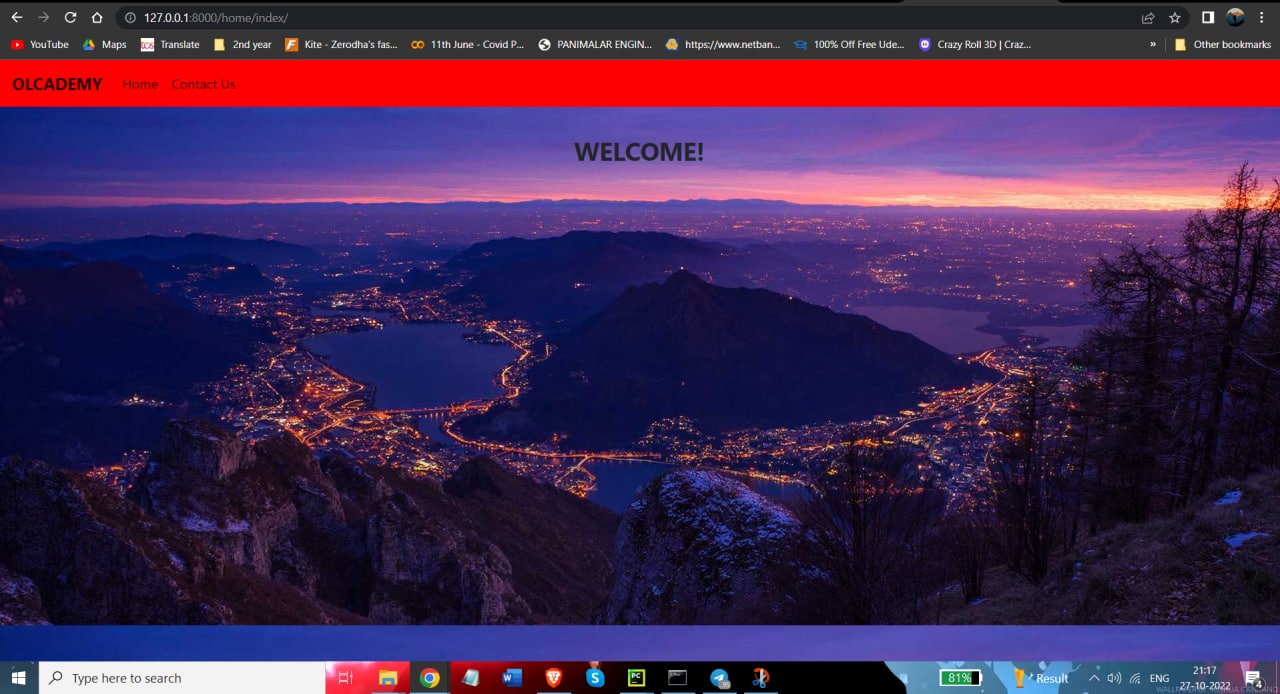 127.0.0.1:8000/home/index/
YouTube Maps Translate 2nd year Kite - Zerodha's fas... 11th June - Covid P... PANIMALAR ENGIN... https://www.netban... 100% Off Free Ude... Crazy Roll 3D | Craz... » Other bookmarks
OLCADEMY Home Contact Us
WELCOME!
Type here to search 81% Result ENG 21:17
27-10-2022 4